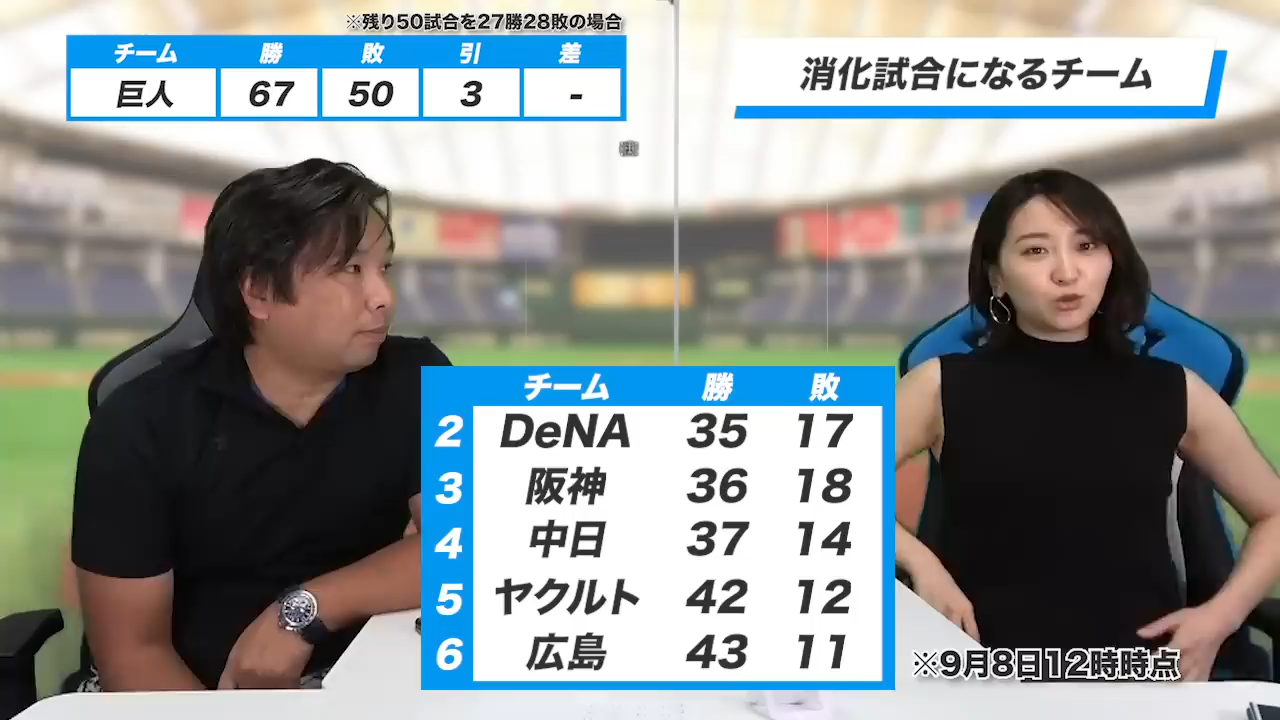 ※残り50試合を27勝28敗の場合
チーム 勝 敗 引 差
巨人 67 50 3 -
消化試合になるチーム
チーム 勝 敗
2 DeNA 35 17
3 阪神 36 18
4 中日 37 14
5 ヤクルト 42 12
6 広島 43 11
※9月8日12時時点